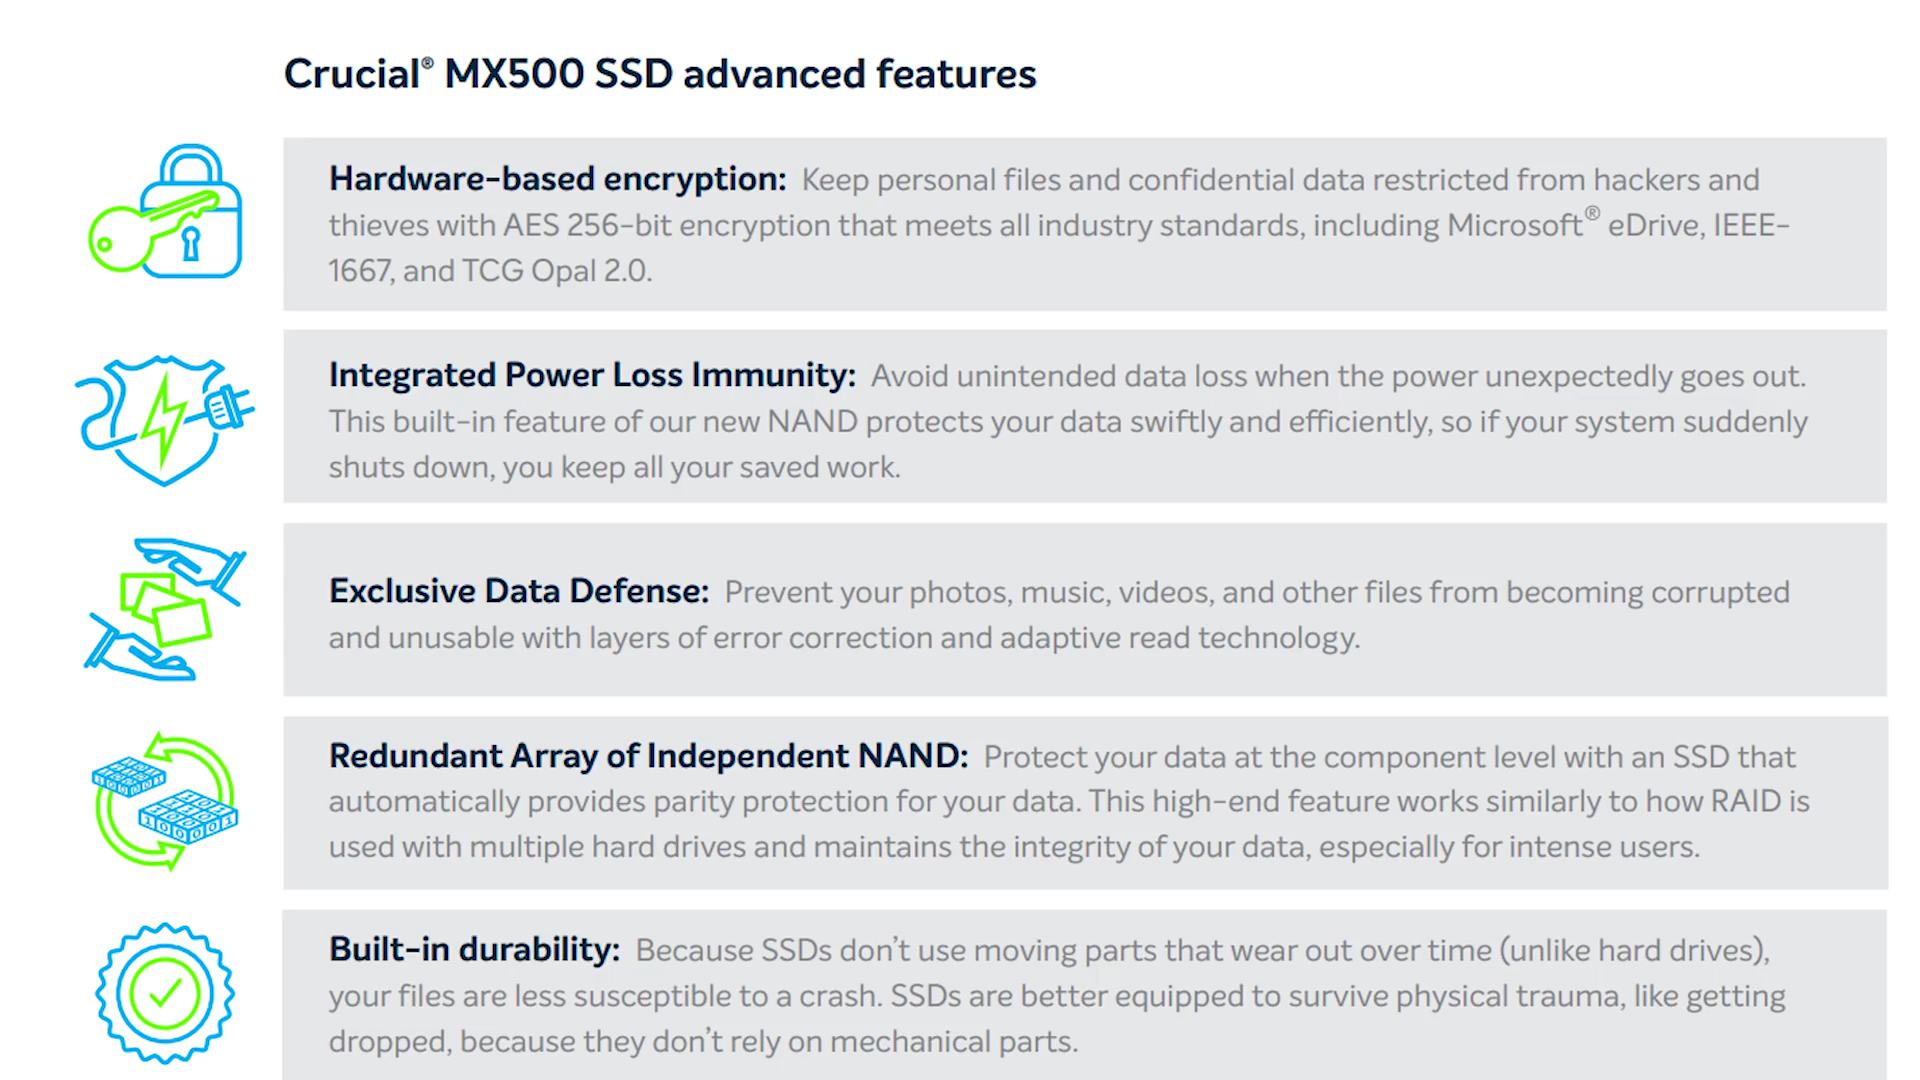 Crucial® MX500 SSD advanced features
Hardware-based encryption: Keep personal files and confidential data restricted from hackers and
thieves with AES 256-bit encryption that meets all industry standards, including Microsoft® eDrive, IEEE-
1667, and TCG Opal 2.0.
Integrated Power Loss Immunity: Avoid unintended data loss when the power unexpectedly goes out.
This built-in feature of our new NAND protects your data swiftly and efficiently, so if your system suddenly
shuts down, you keep all your saved work.
Exclusive Data Defense: Prevent your photos, music, videos, and other files from becoming corrupted
and unusable with layers of error correction and adaptive read technology.
Redundant Array of Independent NAND: Protect your data at the component level with an SSD that
automatically provides parity protection for your data. This high-end feature works similarly to how RAID is
used with multiple hard drives and maintains the integrity of your data, especially for intense users.
Built-in durability: Because SSDs don't use moving parts that wear out over time (unlike hard drives),
your files are less susceptible to a crash. SSDs are better equipped to survive physical trauma, like getting
dropped, because they don't rely on mechanical parts.